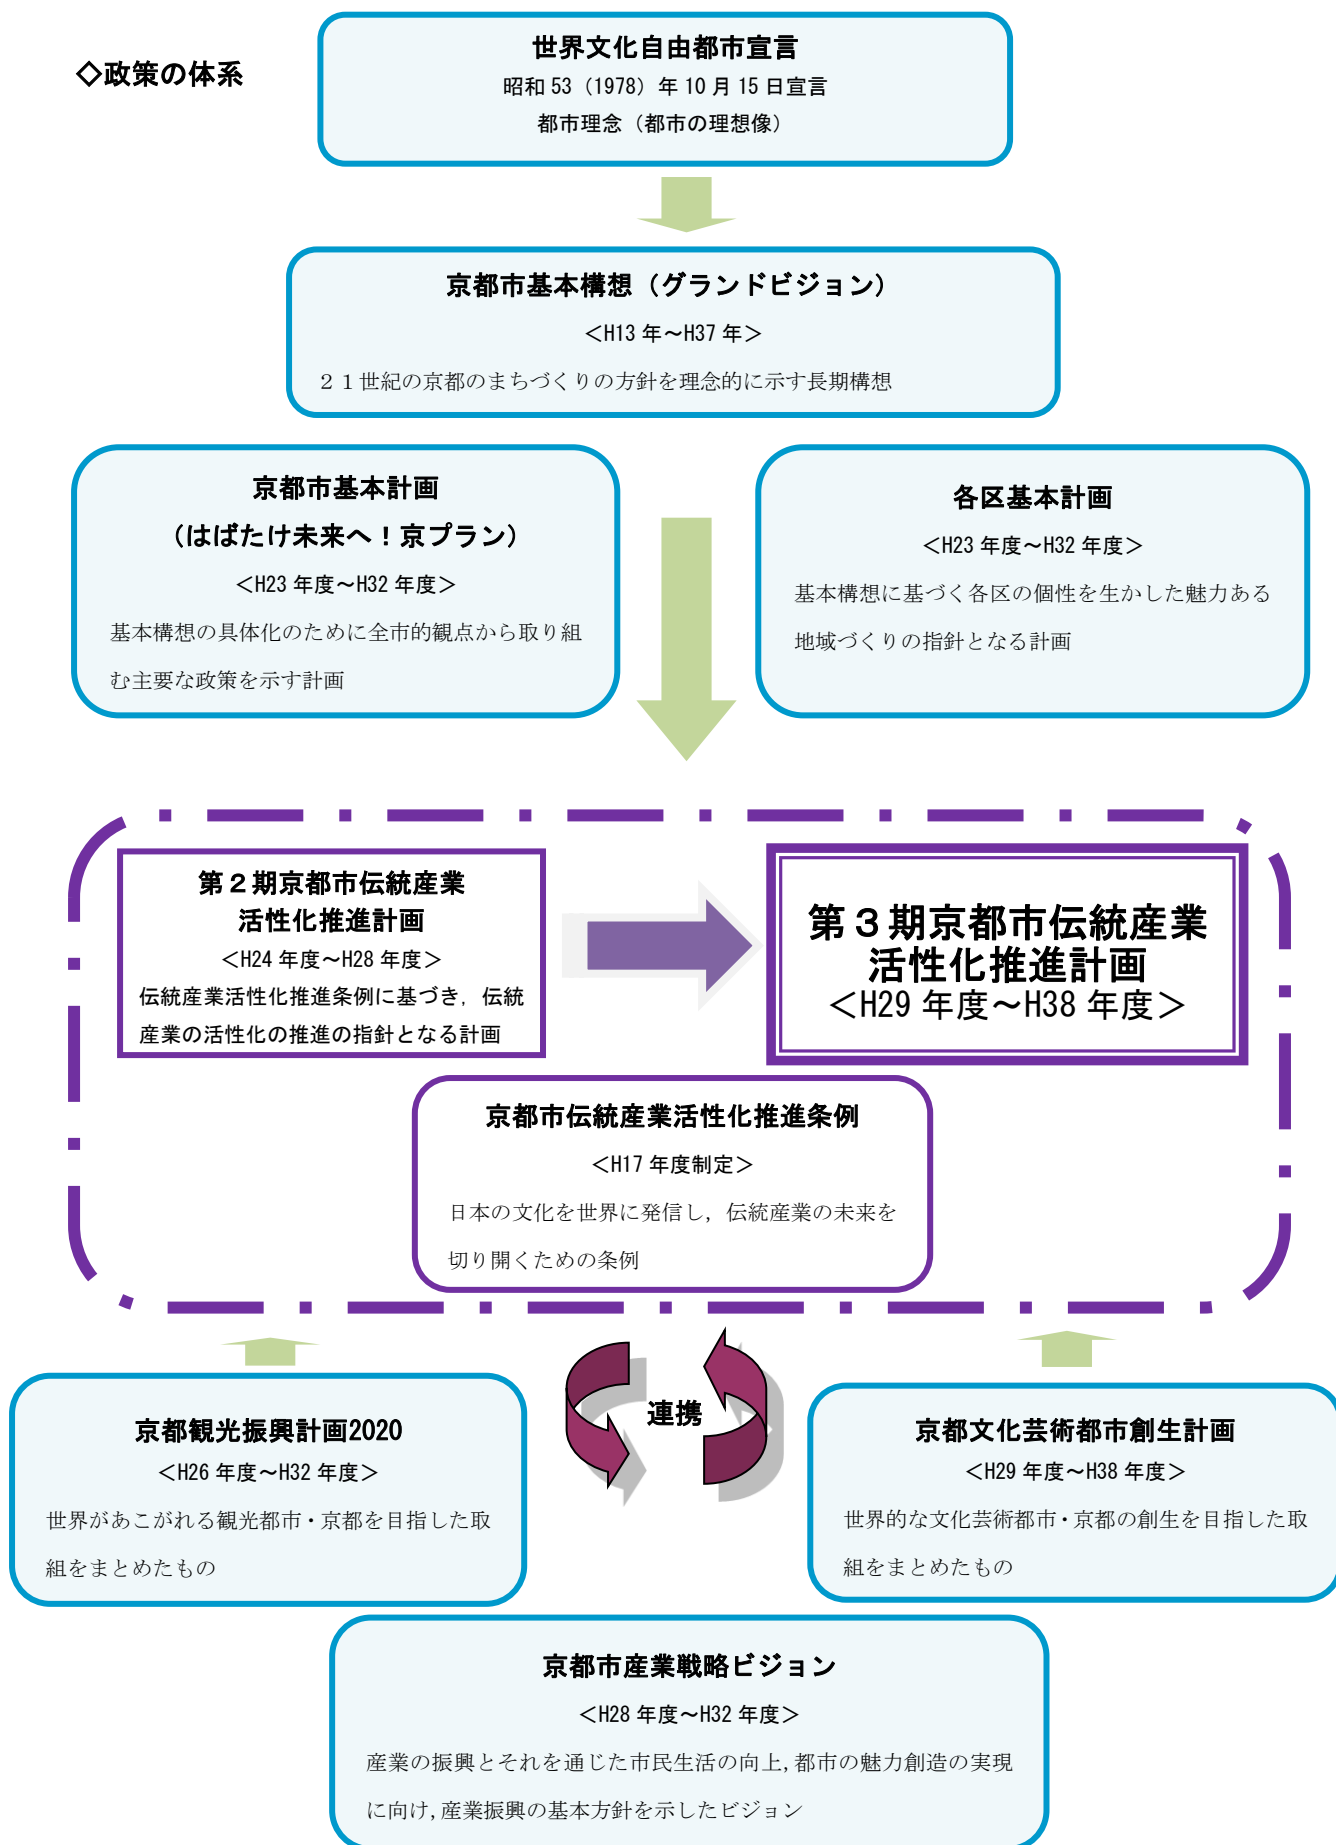 ◇政策の体系
世界文化自由都市宣言
昭和 53（1978）年 10 月 15 日宣言
都市理念（都市の理想像）
京都市基本構想（グランドビジョン）
＜H13 年～H37 年＞
２１世紀の京都のまちづくりの方針を理念的に示す長期構想
京都市基本計画
（はばたけ未来へ！京プラン）
＜H23 年度～H32 年度＞
基本構想の具体化のために全市的観点から取り組
む主要な政策を示す計画
各区基本計画
＜H23 年度～H32 年度＞
基本構想に基づく各区の個性を生かした魅力ある
地域づくりの指針となる計画
第２期京都市伝統産業
活性化推進計画
＜H24 年度～H28 年度＞
伝統産業活性化推進条例に基づき，伝統
産業の活性化の推進の指針となる計画
第３期京都市伝統産業
活性化推進計画
＜H29 年度～H38 年度＞
京都市伝統産業活性化推進条例
＜H17 年度制定＞
日本の文化を世界に発信し，伝統産業の未来を
切り開くための条例
連携
京都観光振興計画2020
＜H26 年度～H32 年度＞
世界があこがれる観光都市・京都を目指した取
組をまとめたもの
京都文化芸術都市創生計画
＜H29 年度～H38 年度＞
世界的な文化芸術都市・京都の創生を目指した取
組をまとめたもの
京都市産業戦略ビジョン
＜H28 年度～H32 年度＞
産業の振興とそれを通じた市民生活の向上，都市の魅力創造の実現
に向け，産業振興の基本方針を示したビジョン